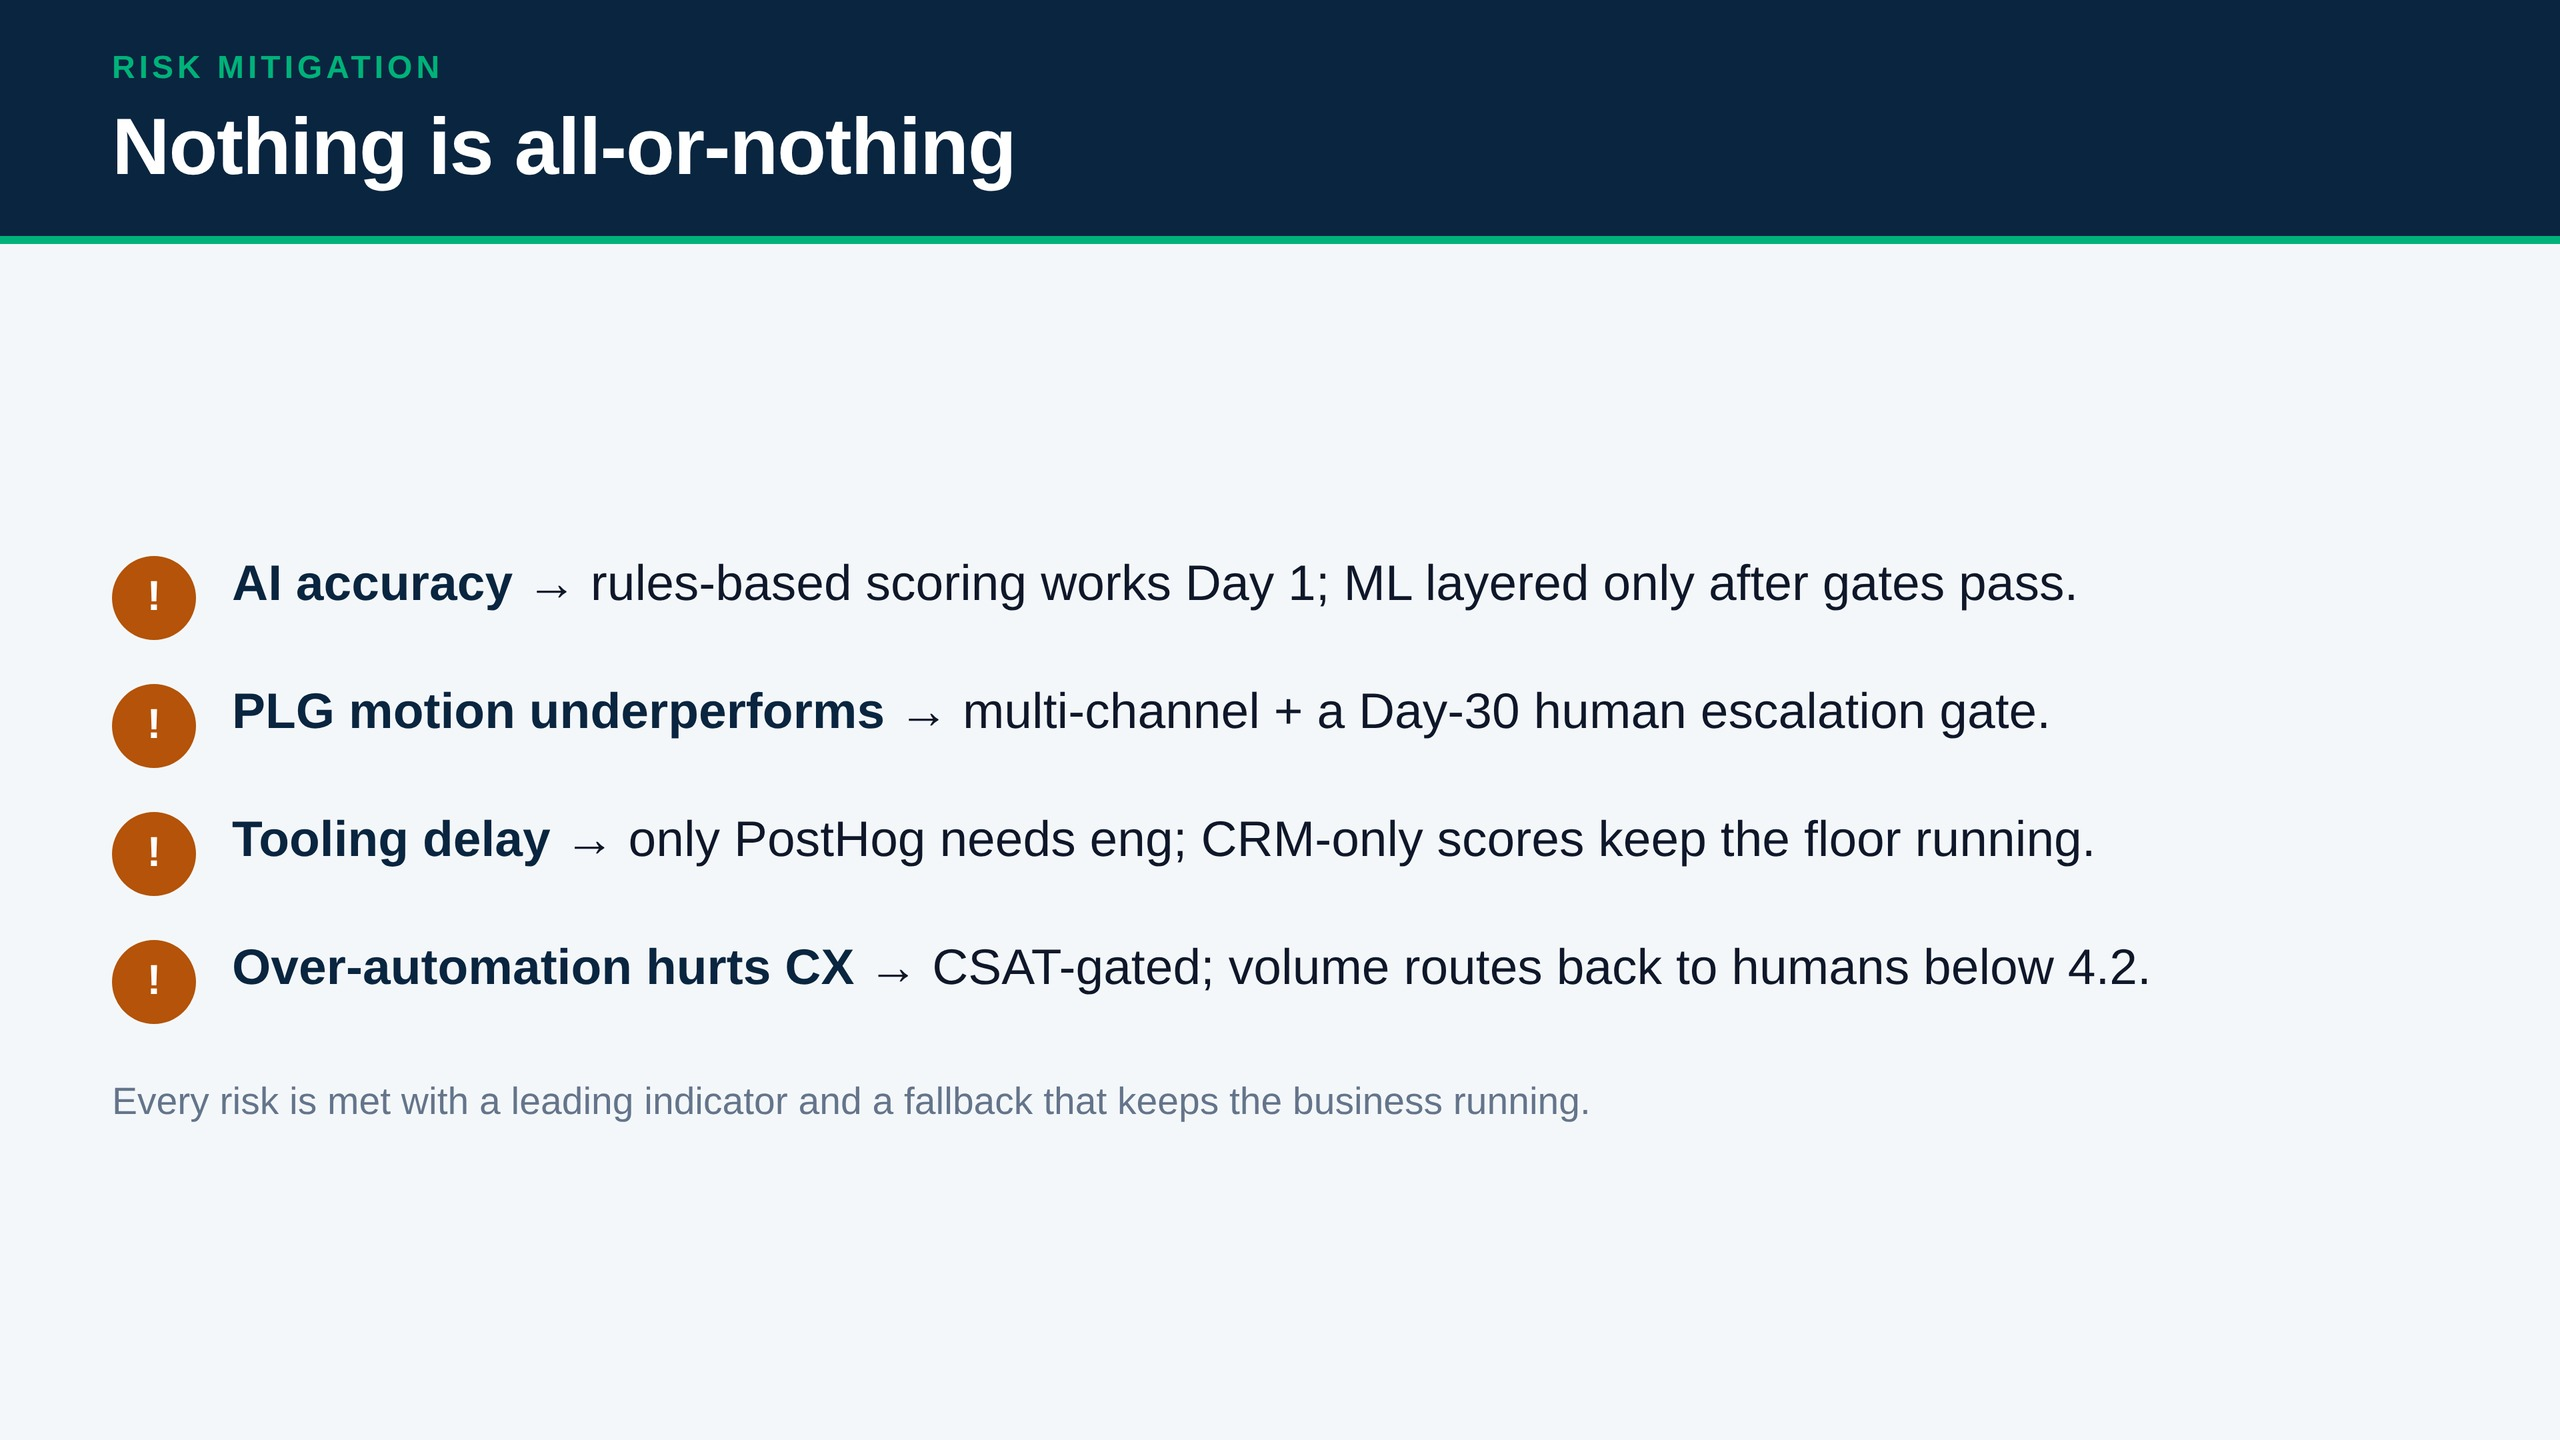 RISK MITIGATION
Nothing is all-or-nothing
! AI accuracy → rules-based scoring works Day 1; ML layered only after gates pass.
! PLG motion underperforms → multi-channel + a Day-30 human escalation gate.
! Tooling delay → only PostHog needs eng; CRM-only scores keep the floor running.
! Over-automation hurts CX → CSAT-gated; volume routes back to humans below 4.2.
Every risk is met with a leading indicator and a fallback that keeps the business running.